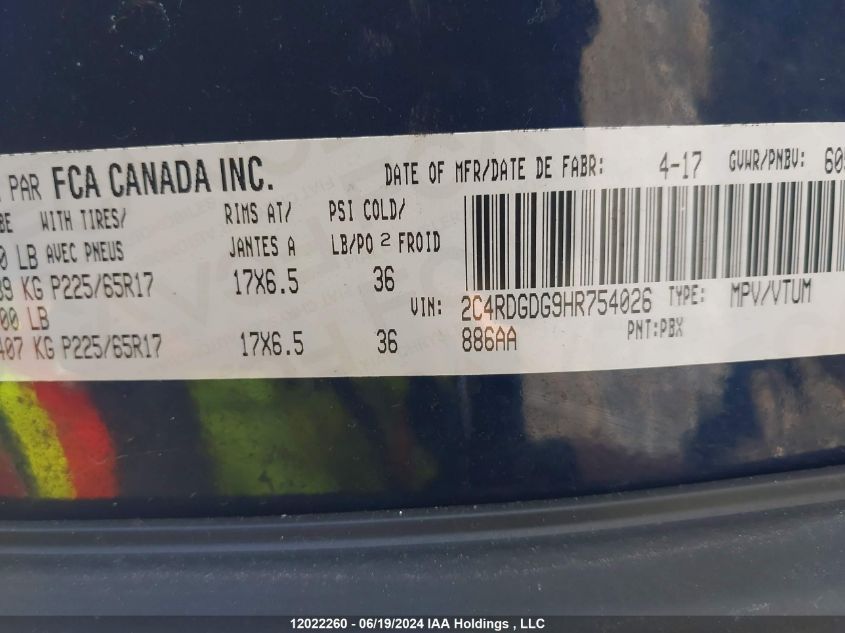 PAR FCA CANADA INC. DATE OF MFR/DATE DE FABR: 4-17 GVWR/PNBV:
WITH TIRES/ RIMS AT/ PSI COLD/
LB AVEC PNEUS JANTES A LB/PO 2 FROID
KG P225/65R17 17X6.5 36
LB VIN: 2C4RDGDG9HR754026 TYPE: MPV/VTUM
KG P225/65R17 17X6.5 36 886AA PNT:PBX
12022260 - 06/19/2024 IAA Holdings , LLC